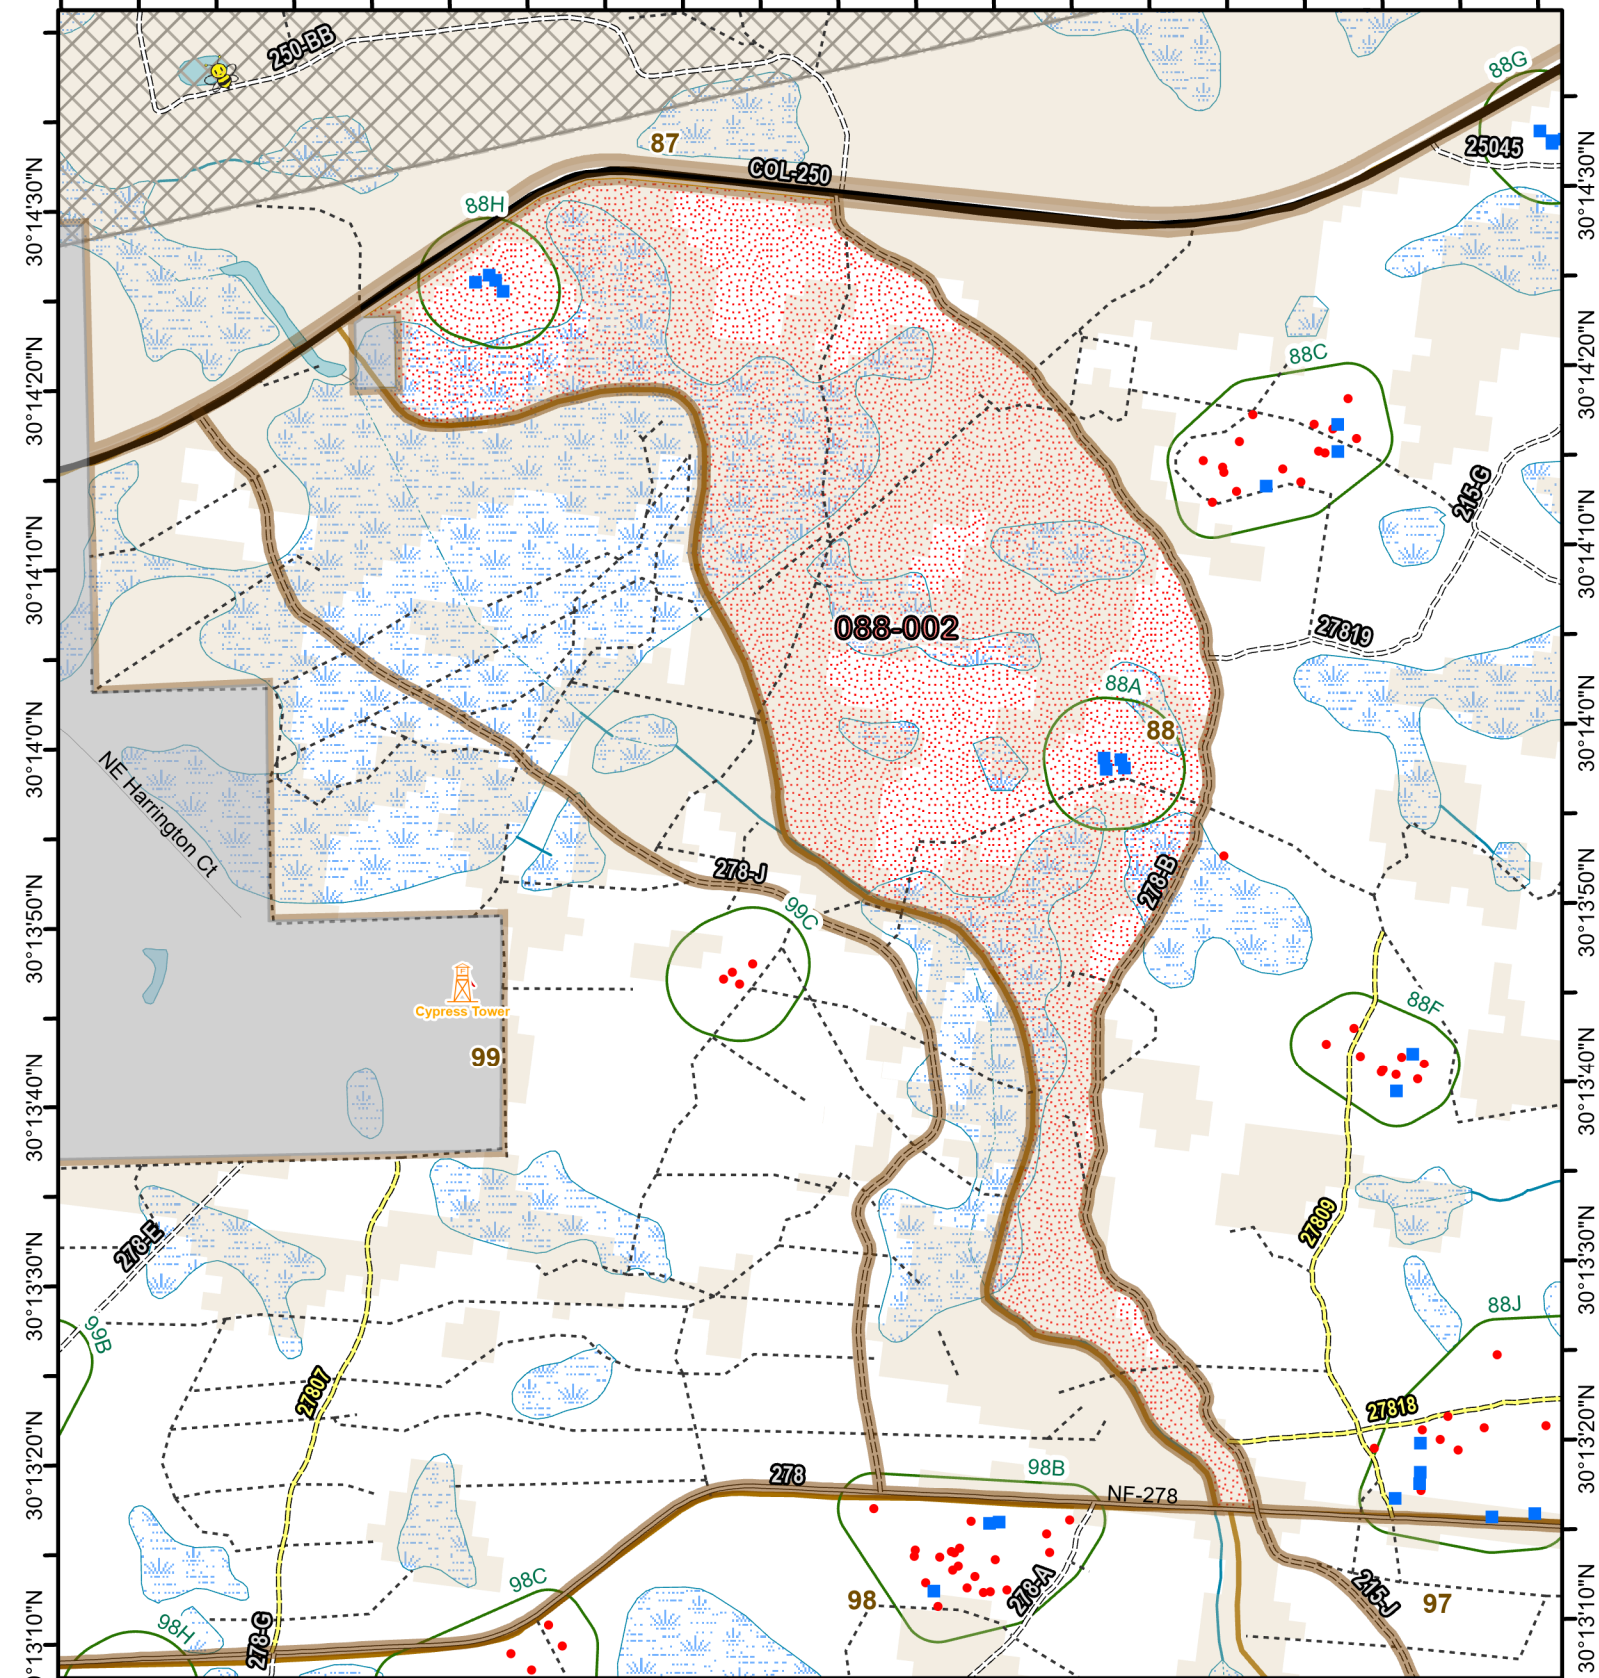 250-BB
88G
87
COL-250
25045
88H
88C
215-G
27819
088-002
88A
88
NE Harrington Ct
278-J
278-B
99C
Cypress Tower
99
88F
278-E
27809
99B
88J
27807
27818
278
98B
NF-278
98C
98
278-A
215-J
97
98H
278-G
30°14'30"N
30°14'20"N
30°14'10"N
30°14'0"N
30°13'50"N
30°13'40"N
30°13'30"N
30°13'20"N
30°13'10"N
30°14'30"N
30°14'20"N
30°14'10"N
30°14'0"N
30°13'50"N
30°13'40"N
30°13'30"N
30°13'20"N
30°13'10"N